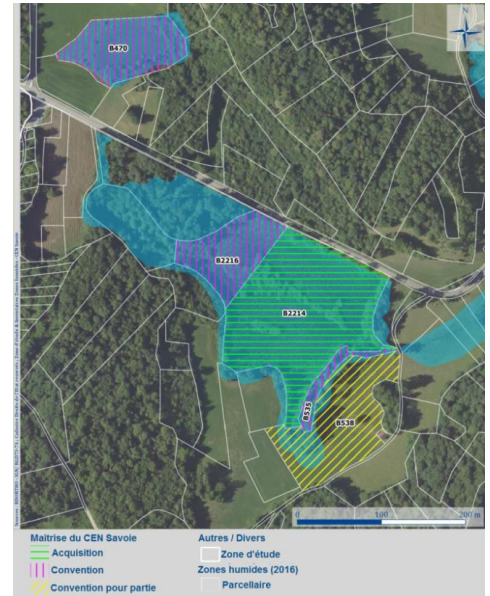 N
B470
B2216
B2214
B535
B538
0 100 200 m
Maîtrise du CEN Savoie
Acquisition
Convention
Convention pour partie
Autres / Divers
Zone d'étude
Zones humides (2016)
Parcellaire